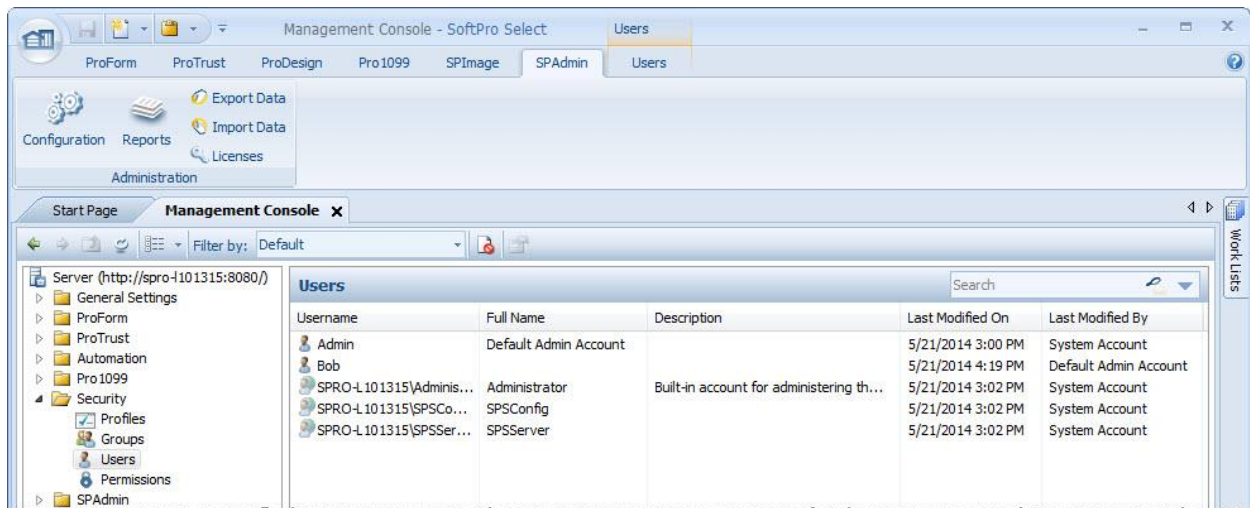 Management Console - SoftPro Select
Users
ProForm ProTrust ProDesign Pro1099 SPImage SPAdmin Users
Configuration
Reports
Export Data
Import Data
Licenses
Administration
Start Page
Management Console
Filter by: Default
Work Lists
Server (http://spro-l101315:8080/)
General Settings
ProForm
ProTrust
Automation
Pro1099
Security
Profiles
Groups
Users
Permissions
SPAdmin
Users
Search
Username Full Name Description Last Modified On Last Modified By
Admin Default Admin Account 5/21/2014 3:00 PM System Account
Bob 5/21/2014 4:19 PM Default Admin Account
SPRO-L101315\Adminis... Administrator Built-in account for administering th... 5/21/2014 3:02 PM System Account
SPRO-L101315\SPSCo... SPSConfig 5/21/2014 3:02 PM System Account
SPRO-L101315\SPSSer... SPSServer 5/21/2014 3:02 PM System Account